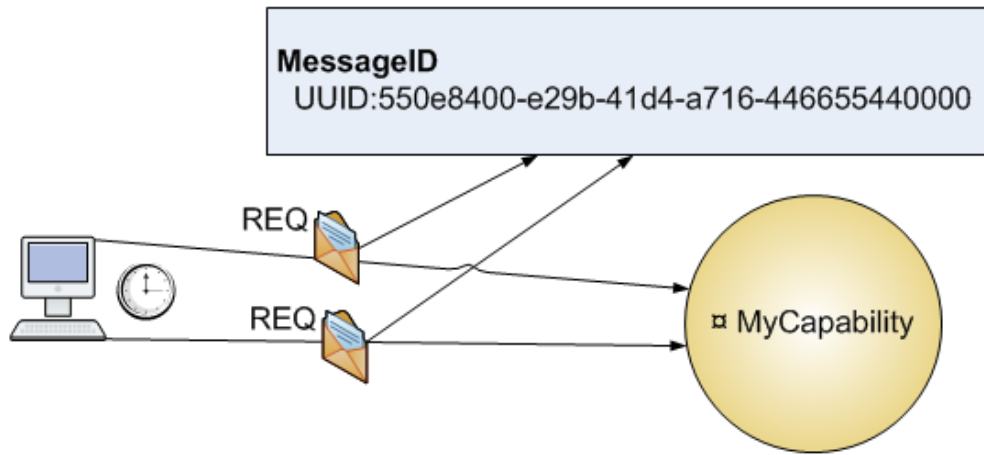 MessageID
UUID:550e8400-e29b-41d4-a716-446655440000
REQ
REQ
¤ MyCapability